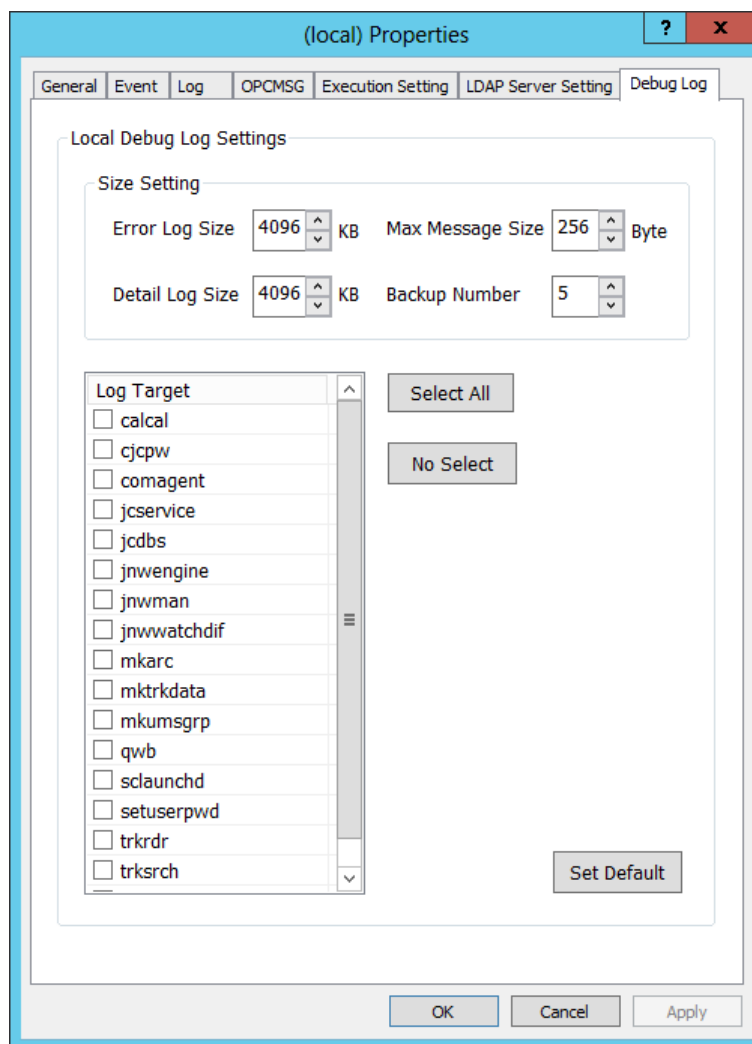 (local) Properties
?
x
General Event Log OPCMSG Execution Setting LDAP Server Setting Debug Log
Local Debug Log Settings
Size Setting
Error Log Size 4096 KB Max Message Size 256 Byte
Detail Log Size 4096 KB Backup Number 5
Log Target
Select All
calcal
cjcpw
No Select
comagent
jcservice
jcdbs
jnwengine
jnwman
jnwwatchdif
mkarc
mktrkdata
mkumsgrp
qwb
sclaunchd
setuserpwd
trkrdr
trksrch
Set Default
OK Cancel Apply